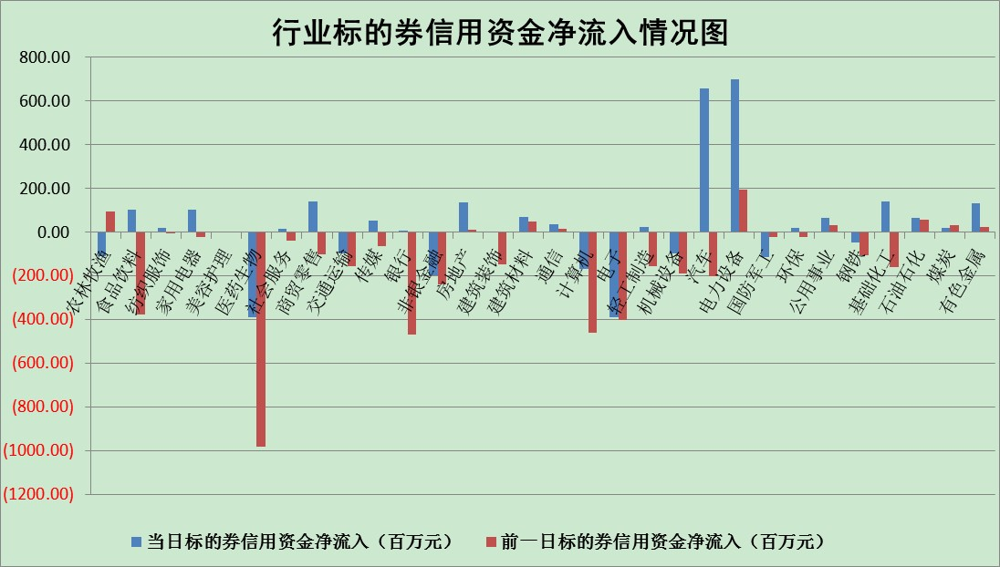 行业标的券信用资金净流入情况图
800.00
600.00
400.00
200.00
0.00
(200.00)
(400.00)
(600.00)
(800.00)
(1000.00)
(1200.00)
农林牧渔
食品饮料
纺织服饰
家用电器
美容护理
医药生物
社会服务
商贸零售
交通运输
传媒
银行
非银金融
房地产
建筑装饰
建筑材料
通信
计算机
电子
轻工制造
机械设备
汽车
电力设备
国防军工
环保
公用事业
钢铁
基础化工
石油石化
煤炭
有色金属
当日标的券信用资金净流入（百万元）
前一日标的券信用资金净流入（百万元）